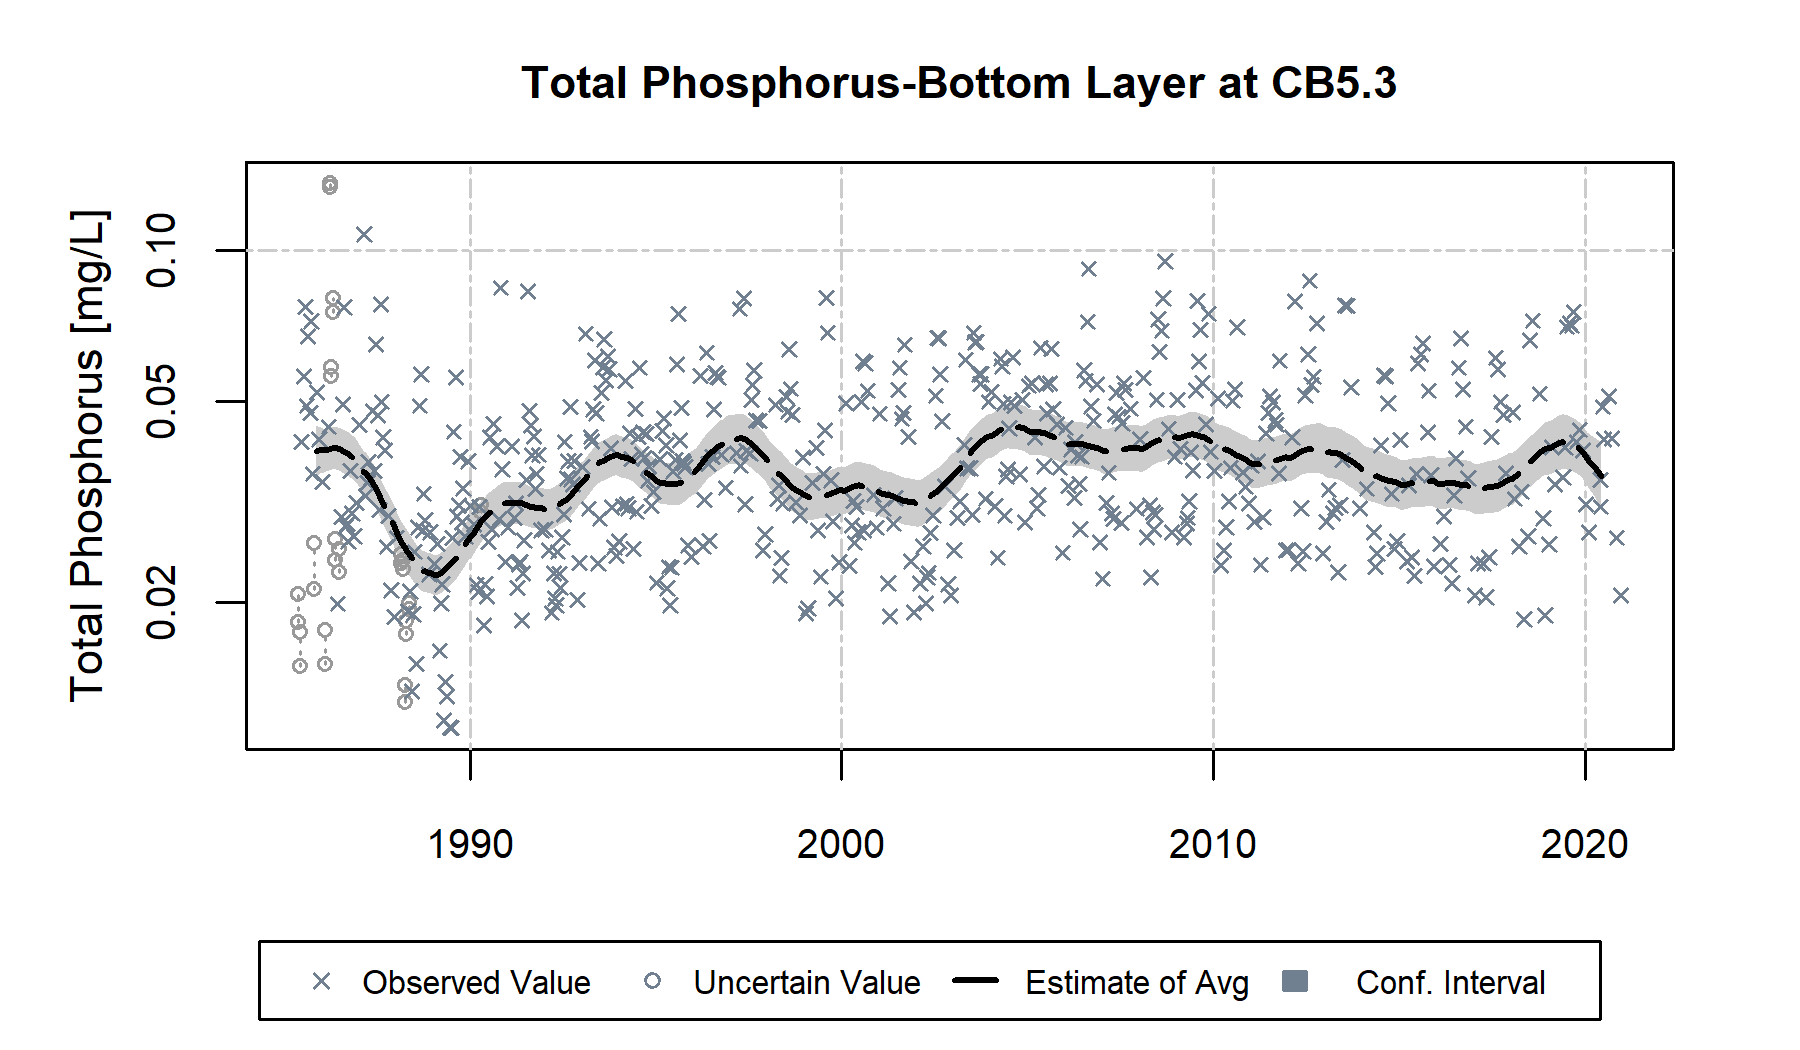 Total Phosphorus-Bottom Layer at CB5.3
Total Phosphorus [mg/L]
0.10
0.05
0.02
1990 2000 2010 2020
Observed Value Uncertain Value Estimate of Avg Conf. Interval